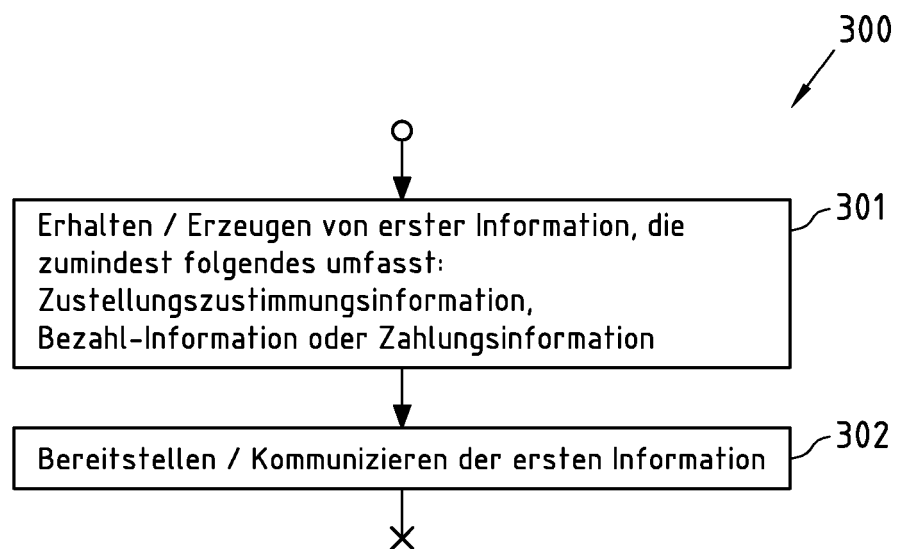 300
301
Erhalten / Erzeugen von erster Information, die
zumindest folgendes umfasst:
Zustellungszustimmungsinformation,
Bezahl-Information oder Zahlungsinformation
302
Bereitstellen / Kommunizieren der ersten Information